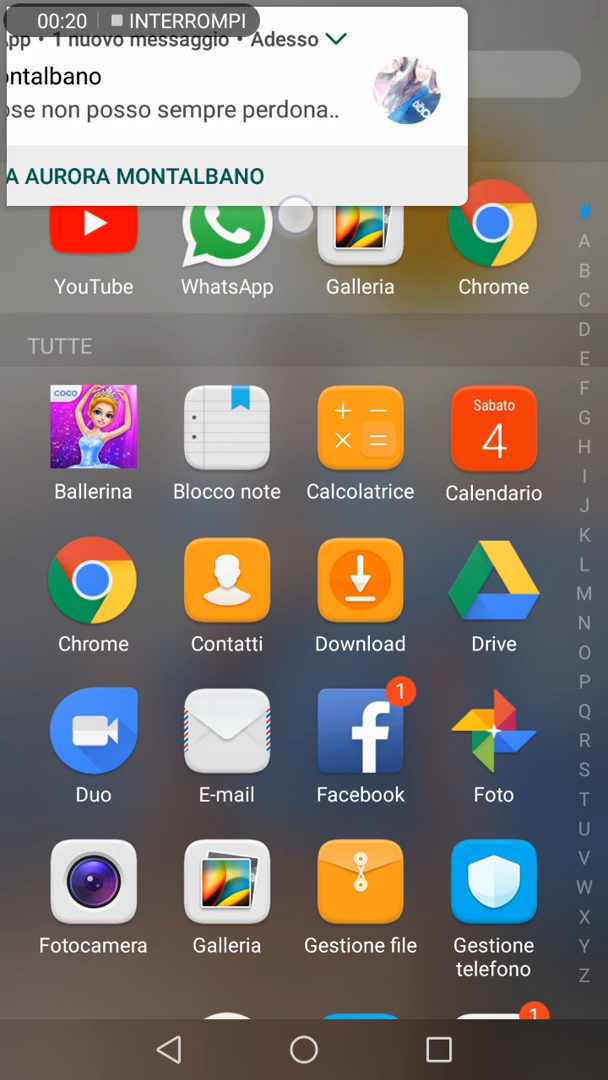 00:20 INTERROMPI
App • 1 nuovo messaggio • Adesso
ontalbano
ose non posso sempre perdona..
A AURORA MONTALBANO
YouTube WhatsApp Galleria Chrome
#
A
B
C
D
E
F
G
H
I
J
K
L
M
N
O
P
Q
R
S
T
U
V
W
X
Y
Z
TUTTE
COCO
Sabato
4
Ballerina Blocco note Calcolatrice Calendario
Chrome Contatti Download Drive
1
Duo E-mail Facebook Foto
Fotocamera Galleria Gestione file Gestione telefono
1